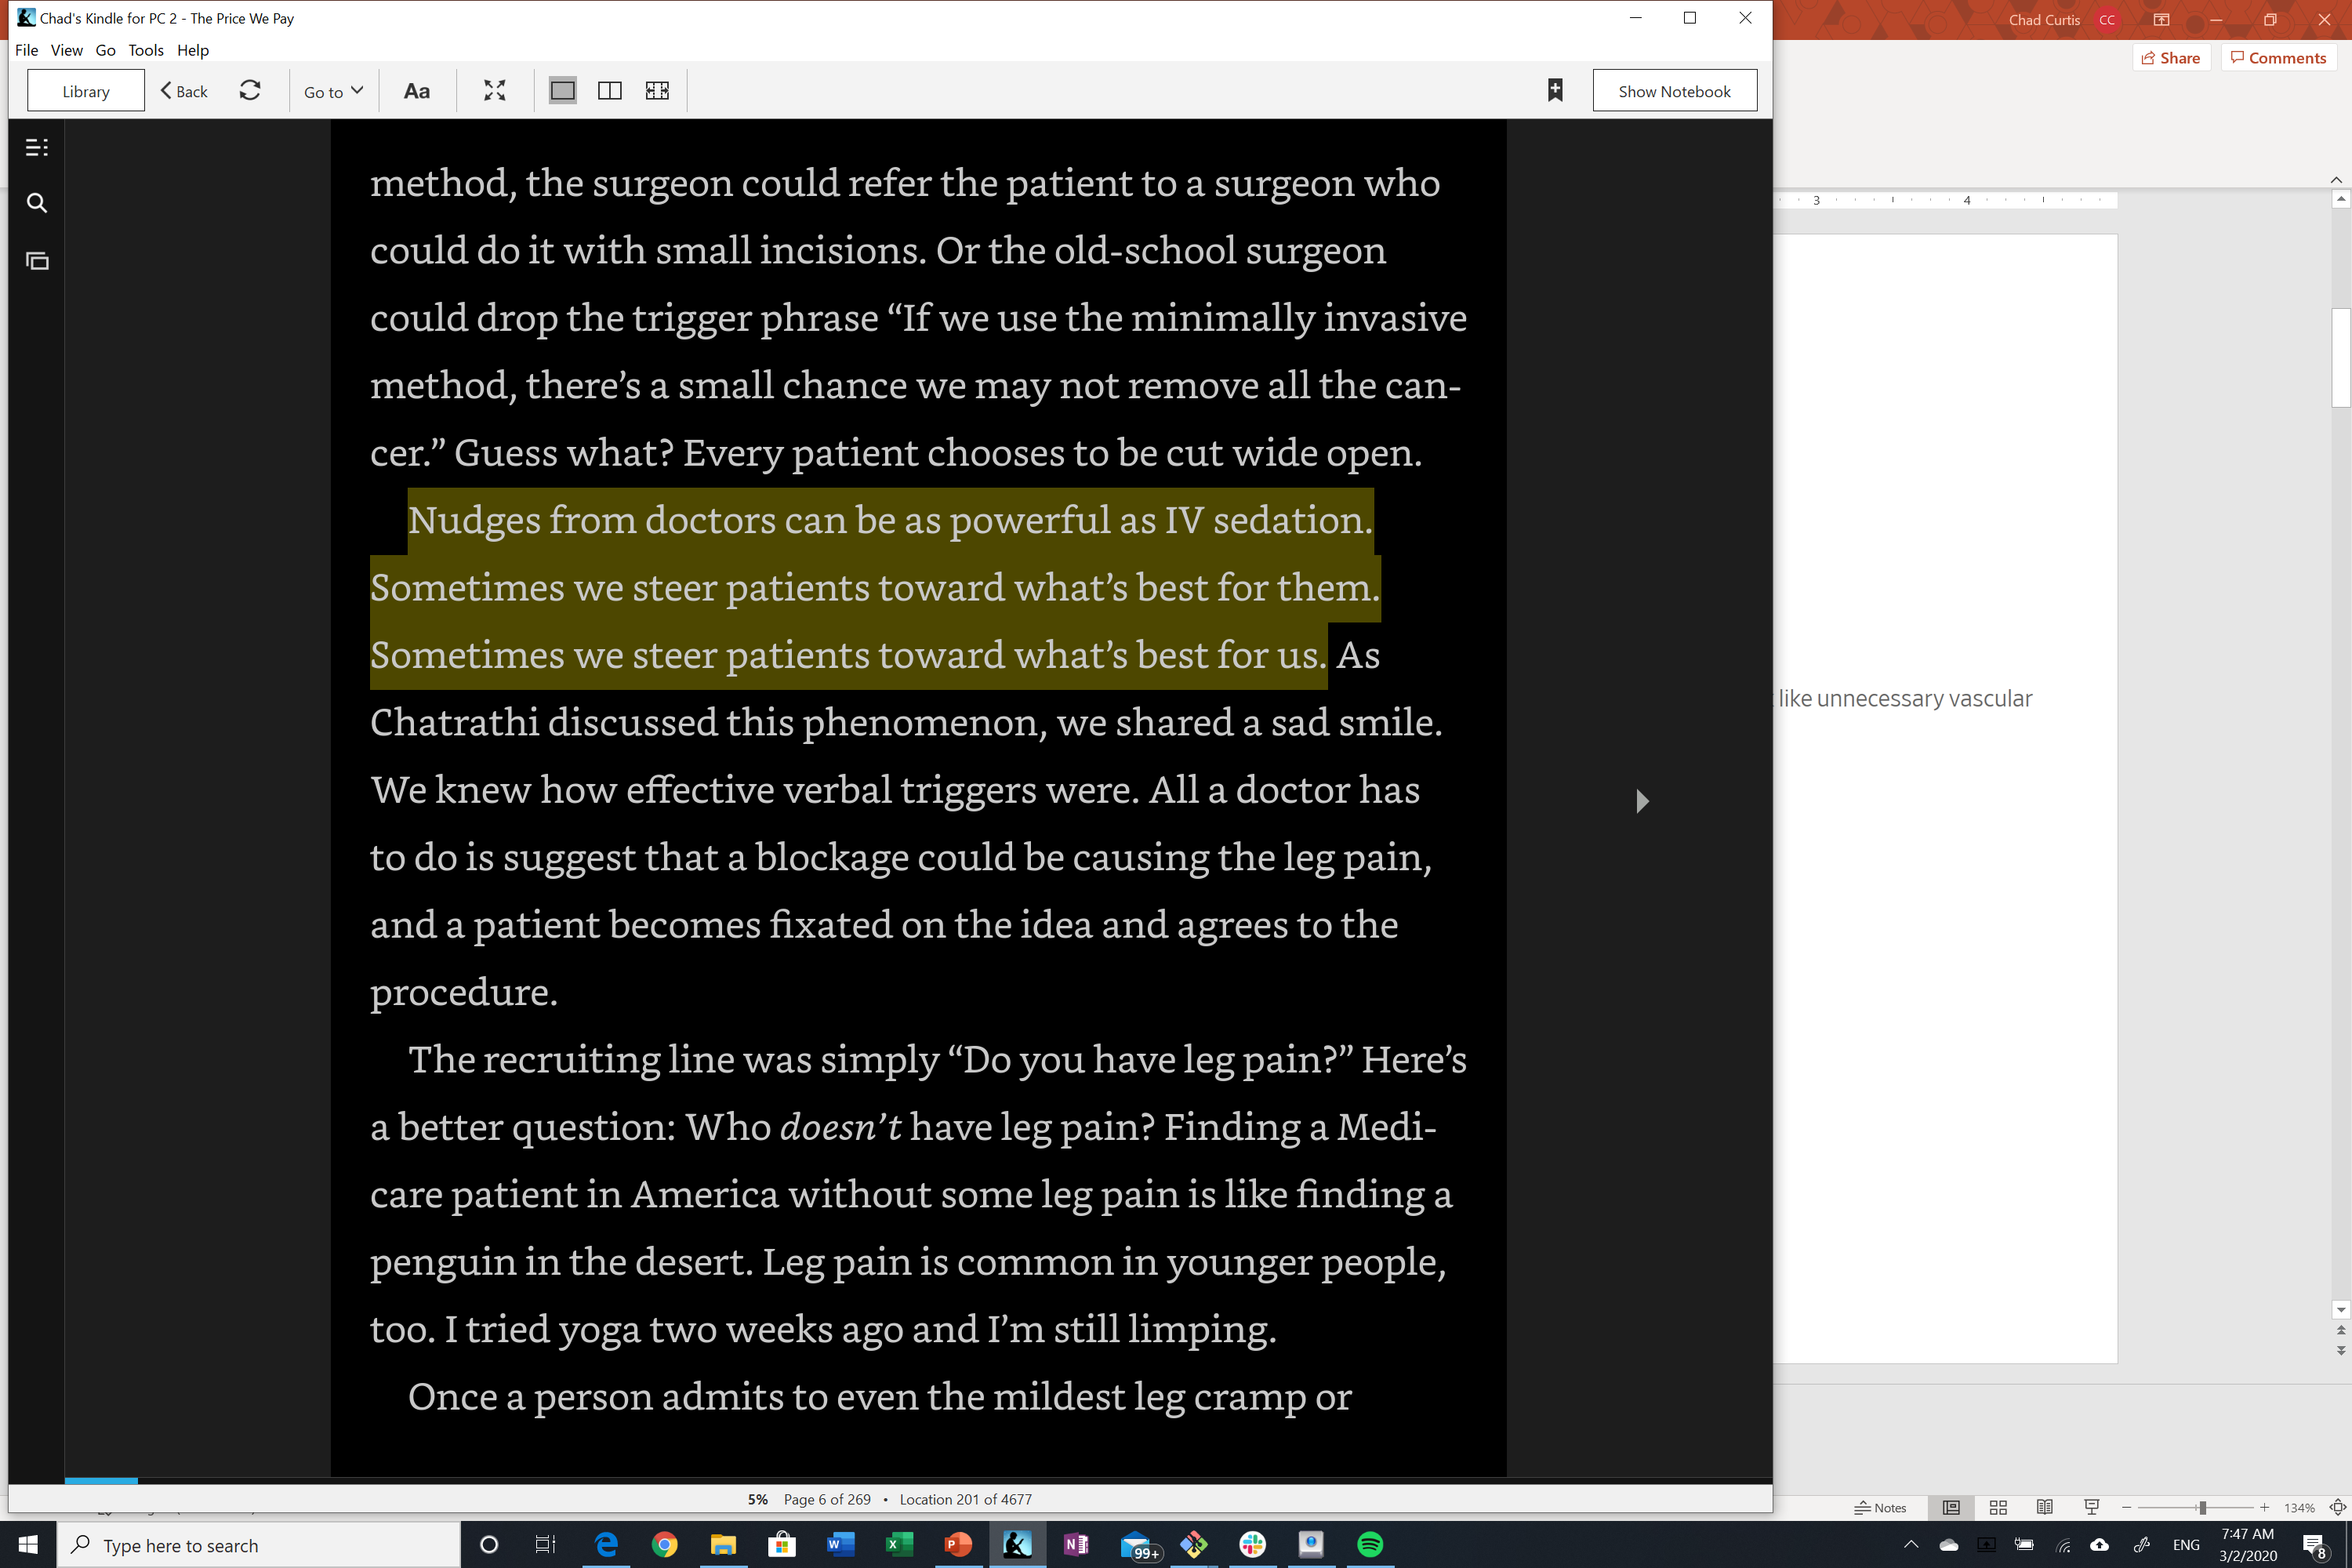 Chad's Kindle for PC 2 - The Price We Pay
Chad Curtis CC
File View Go Tools Help
Share Comments
Library Back Go to Aa Show Notebook
3 4
method, the surgeon could refer the patient to a surgeon who
could do it with small incisions. Or the old-school surgeon
could drop the trigger phrase “If we use the minimally invasive
method, there’s a small chance we may not remove all the can-
cer.” Guess what? Every patient chooses to be cut wide open.
Nudges from doctors can be as powerful as IV sedation.
Sometimes we steer patients toward what’s best for them.
Sometimes we steer patients toward what’s best for us. As
like unnecessary vascular
Chatrathi discussed this phenomenon, we shared a sad smile.
We knew how effective verbal triggers were. All a doctor has
to do is suggest that a blockage could be causing the leg pain,
and a patient becomes fixated on the idea and agrees to the
procedure.
The recruiting line was simply “Do you have leg pain?” Here’s
a better question: Who doesn’t have leg pain? Finding a Medi-
care patient in America without some leg pain is like finding a
penguin in the desert. Leg pain is common in younger people,
too. I tried yoga two weeks ago and I’m still limping.
Once a person admits to even the mildest leg cramp or
5% Page 6 of 269 • Location 201 of 4677
Notes 134%
Type here to search
99+
ENG
7:47 AM
3/2/2020
8